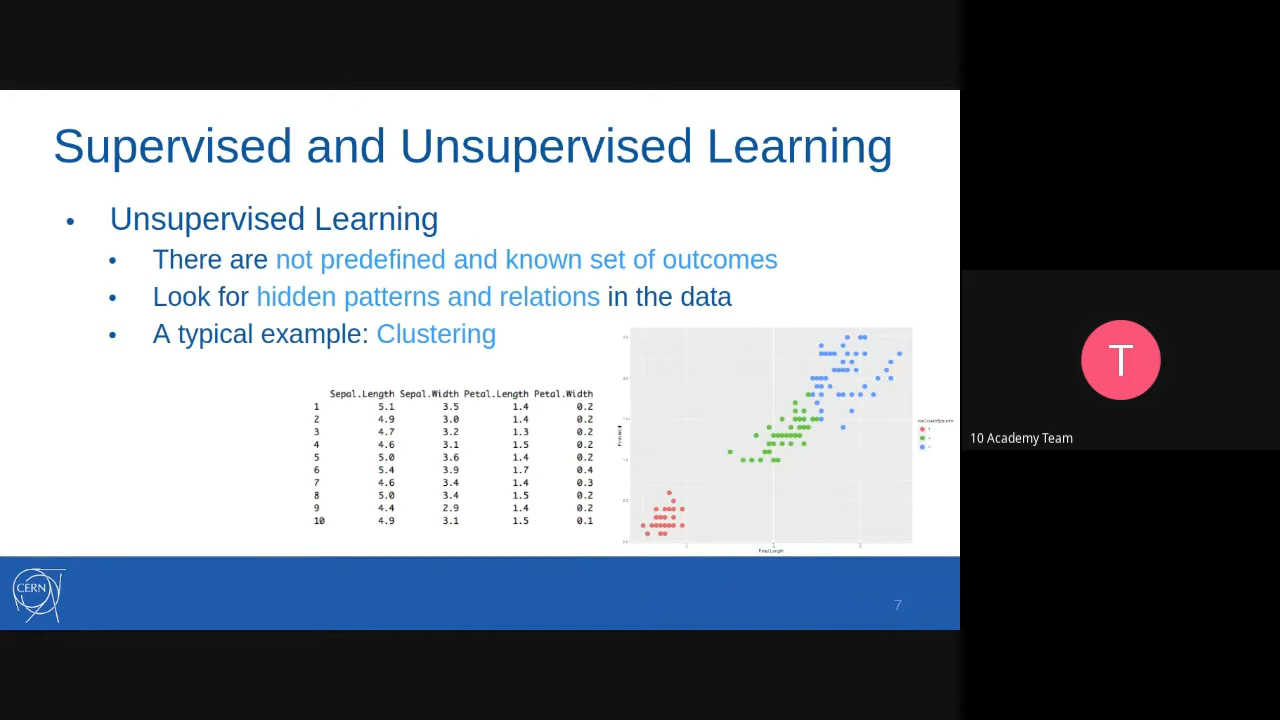 Supervised and Unsupervised Learning
• Unsupervised Learning
• There are not predefined and known set of outcomes
• Look for hidden patterns and relations in the data
• A typical example: Clustering
Sepal.Length Sepal.Width Petal.Length Petal.Width
1 5.1 3.5 1.4 0.2
2 4.9 3.0 1.4 0.2
3 4.7 3.2 1.3 0.2
4 4.6 3.1 1.5 0.2
5 5.0 3.6 1.4 0.2
6 5.4 3.9 1.7 0.4
7 4.6 3.4 1.4 0.3
8 5.0 3.4 1.5 0.2
9 4.4 2.9 1.4 0.2
10 4.9 3.1 1.5 0.1
Petal.Length
CERN
7
T
10 Academy Team